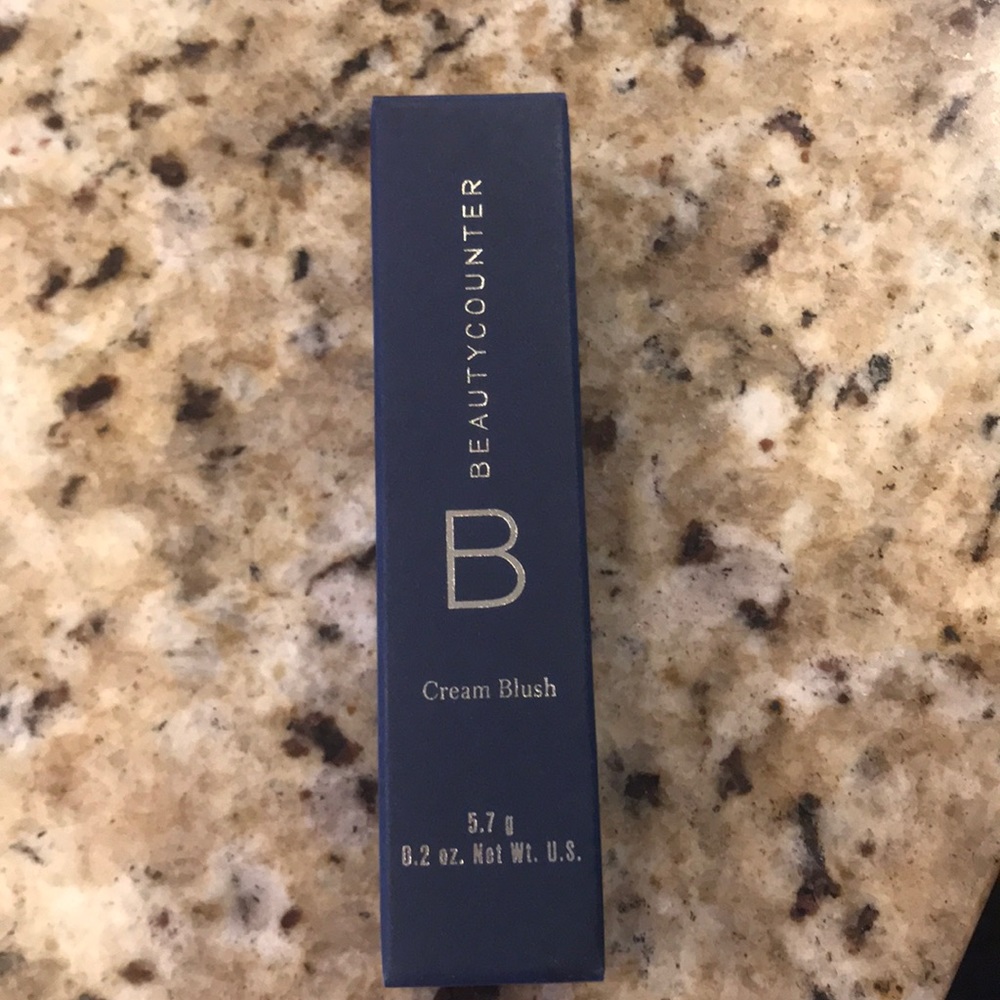 BEAUTYCOUNTER
B
Cream Blush
5.7 g
0.2 oz. Net Wt. U.S.